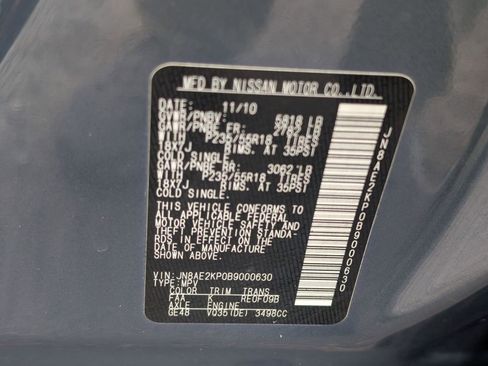 MFD BY NISSAN MOTOR CO.,LTD.
DATE: 11/10
GVWR/PNBV: 5818 LB
GAWR/PNBE FR: 2782 LB
WITH P235/55R18 TIRES
18X7J RIMS. AT 35PSI
COLD SINGLE.
GAWR/PNBE RR: 3062 LB
WITH P235/55R18 TIRES
18X7J RIMS. AT 35PSI
COLD SINGLE.
THIS VEHICLE CONFORMS TO
ALL APPLICABLE FEDERAL
MOTOR VEHICLE SAFETY AND
THEFT PREVENTION STANDA-
RDS IN EFFECT ON THE
DATE OF MANUFACTURE
SHOWN ABOVE.
VIN: JN8AE2KP0B9000630
TYPE: MPV
COLOR TRIM TRANS
FAA K RE0F09B
AXLE ENGINE
GE48 VQ35(DE) 3498CC
JN8AE2KP0B9000630